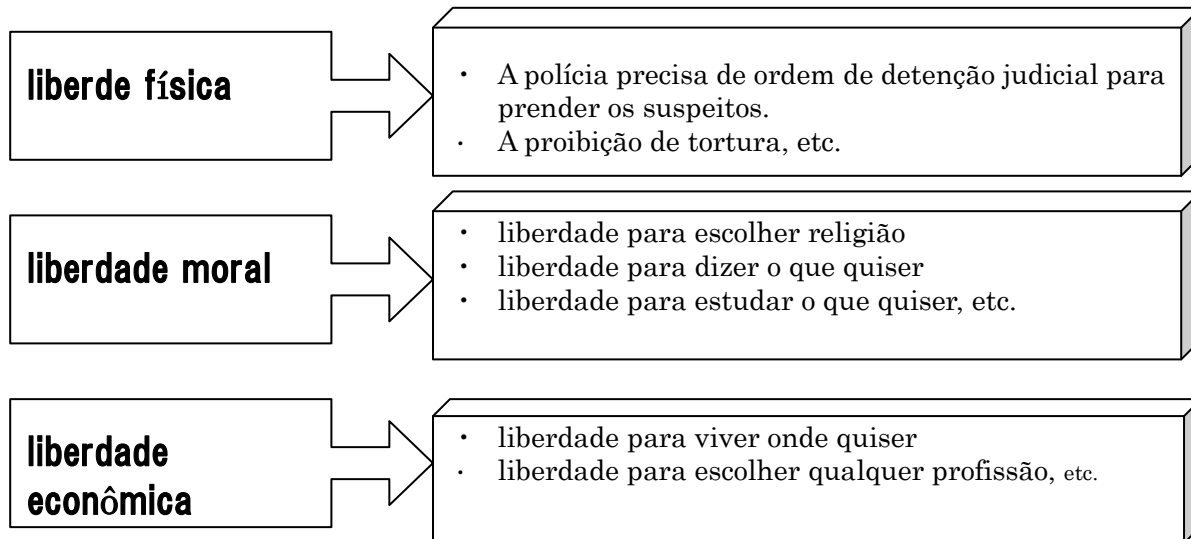 liberde física
・ A polícia precisa de ordem de detenção judicial para
prender os suspeitos.
・ A proibição de tortura, etc.
liberdade moral
・ liberdade para escolher religião
・ liberdade para dizer o que quiser
・ liberdade para estudar o que quiser, etc.
liberdade
econômica
・ liberdade para viver onde quiser
・ liberdade para escolher qualquer profissão, etc.